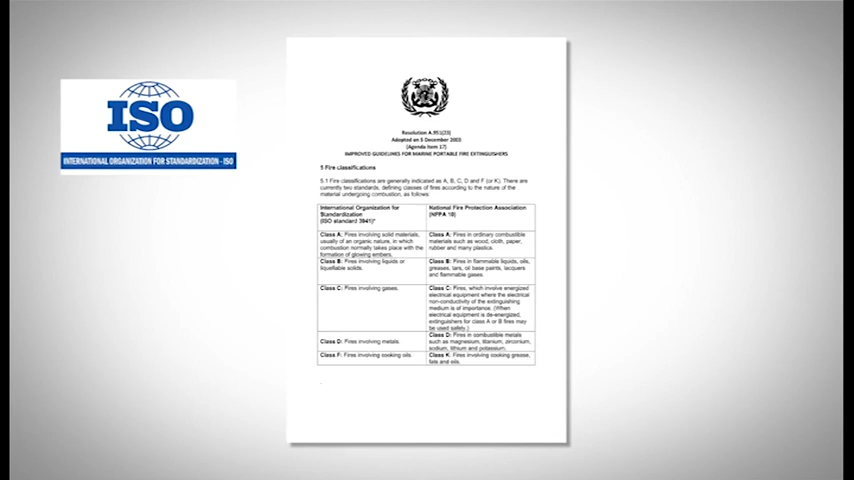 ISO
INTERNATIONAL ORGANIZATION FOR STANDARDIZATION - ISO
Resolution A.951(23)
Adopted on 5 December 2003
(Agenda item 17)
IMPROVED GUIDELINES FOR MARINE PORTABLE FIRE EXTINGUISHERS
5 Fire classifications
5.1 Fire classifications are generally indicated as A, B, C, D and F (or K). There are
currently two standards, defining classes of fires according to the nature of the
material undergoing combustion, as follows:
International Organization for
Standardization
(ISO standard 3941)*
National Fire Protection Association
(NFPA 10)
Class A: Fires involving solid materials,
usually of an organic nature, in which
combustion normally takes place with the
formation of glowing embers.
Class A: Fires in ordinary combustible
materials such as wood, cloth, paper,
rubber and many plastics.
Class B: Fires involving liquids or
liquefiable solids.
Class B: Fires in flammable liquids, oils,
greases, tars, oil base paints, lacquers
and flammable gases.
Class C: Fires involving gases.
Class C: Fires, which involve energized
electrical equipment where the electrical
non-conductivity of the extinguishing
medium is of importance. (When
electrical equipment is de-energized,
extinguishers for class A or B fires may
be used safely.)
Class D: Fires involving metals.
Class D: Fires in combustible metals
such as magnesium, titanium, zirconium,
sodium, lithium and potassium.
Class F: Fires involving cooking oils.
Class K: Fires involving cooking grease,
fats and oils.